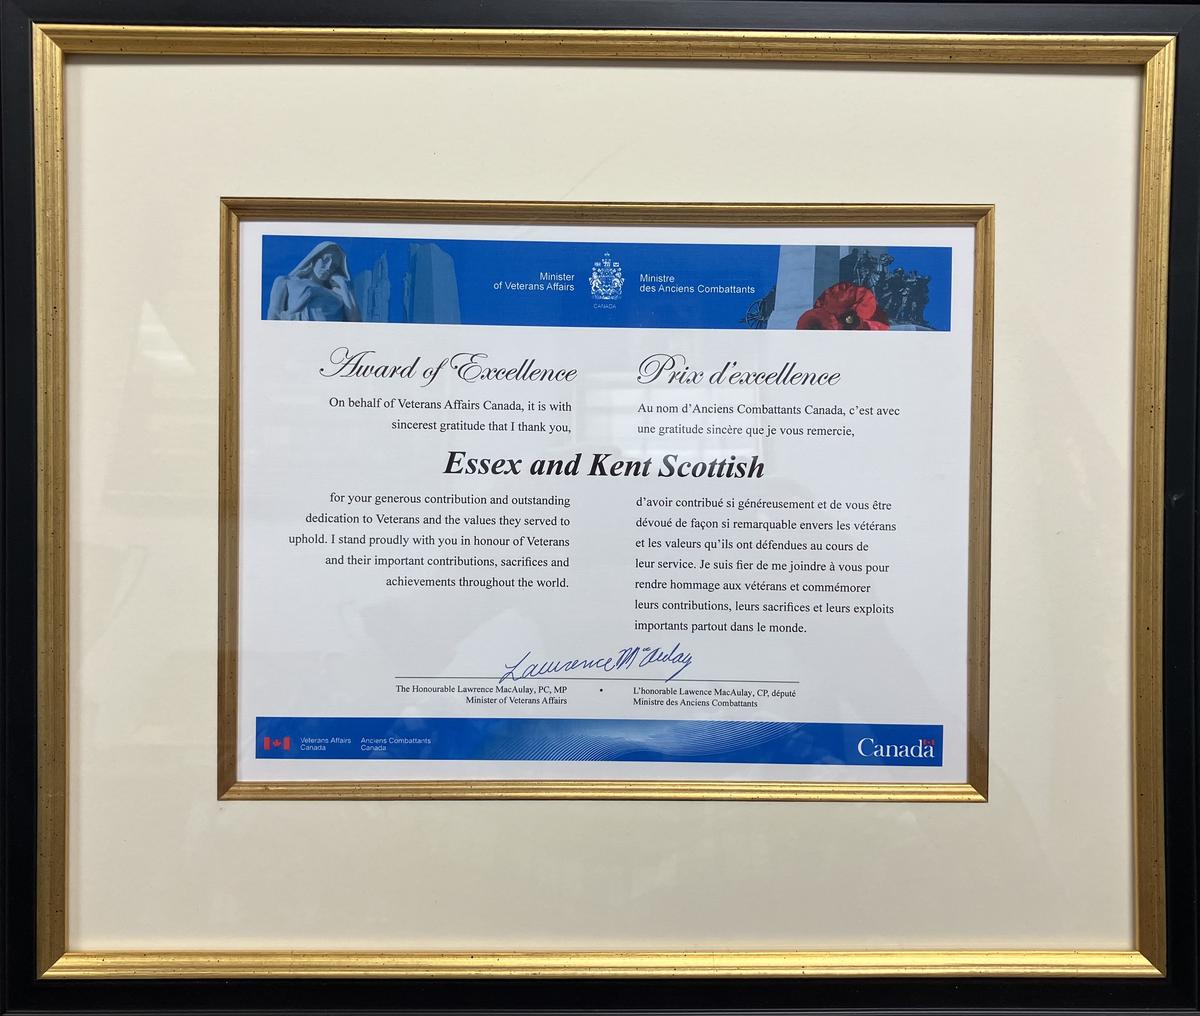 Minister
of Veterans Affairs
CANADA
Ministre
des Anciens Combattants
Award of Excellence
On behalf of Veterans Affairs Canada, it is with
sincerest gratitude that I thank you,
Prix d'excellence
Au nom d'Anciens Combattants Canada, c'est avec
une gratitude sincère que je vous remercie,
Essex and Kent Scottish
for your generous contribution and outstanding
dedication to Veterans and the values they served to
uphold. I stand proudly with you in honour of Veterans
and their important contributions, sacrifices and
achievements throughout the world.
d'avoir contribué si généreusement et de vous être
dévoué de façon si remarquable envers les vétérans
et les valeurs qu'ils ont défendues au cours de
leur service. Je suis fier de me joindre à vous pour
rendre hommage aux vétérans et commémorer
leurs contributions, leurs sacrifices et leurs exploits
importants partout dans le monde.
Lawrence MacAulay
The Honourable Lawrence MacAulay, PC, MP
Minister of Veterans Affairs
•
L'honorable Lawence MacAulay, CP, député
Ministre des Anciens Combattants
Veterans Affairs
Canada
Anciens Combattants
Canada
Canada